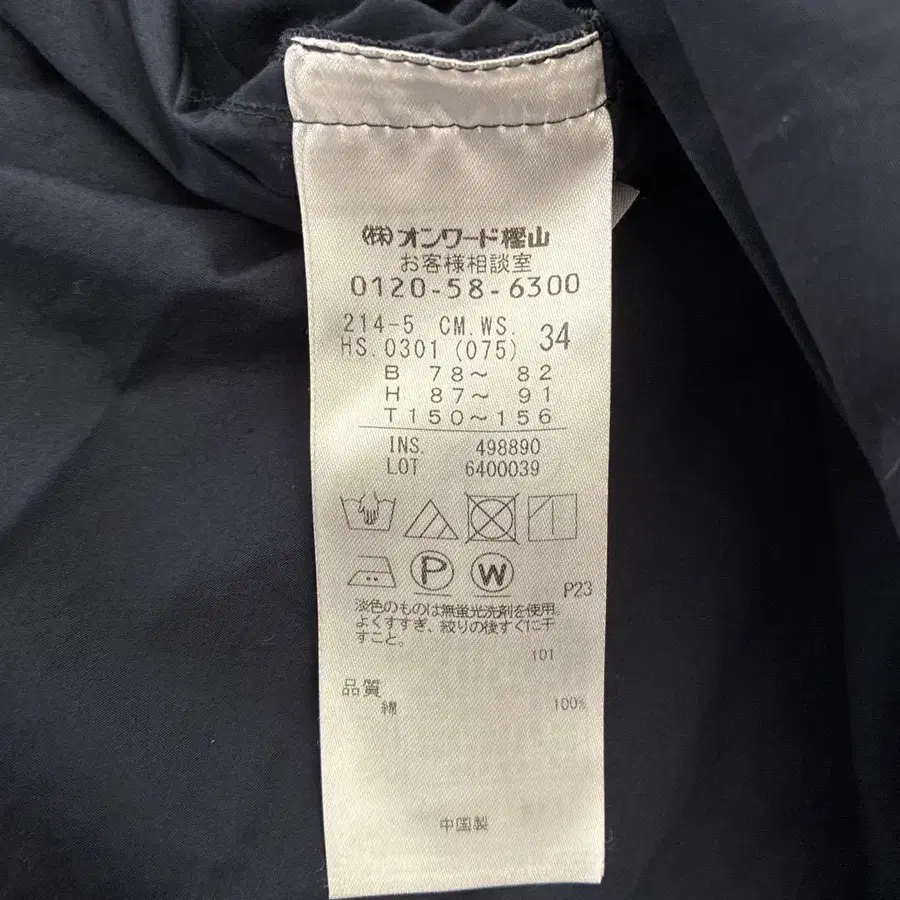 (株)オンワード樫山
お客様相談室
0120-58-6300
214-5 CM.WS.
HS.0301 (075) 34
B 78～ 82
H 87～ 91
T150～156
INS. 498890
LOT 6400039
P W
P23
淡色のものは無蛍光洗剤を使用。
よくすすぎ、絞りの後すぐに干
すこと。
101
品質
綿 100%
中国製